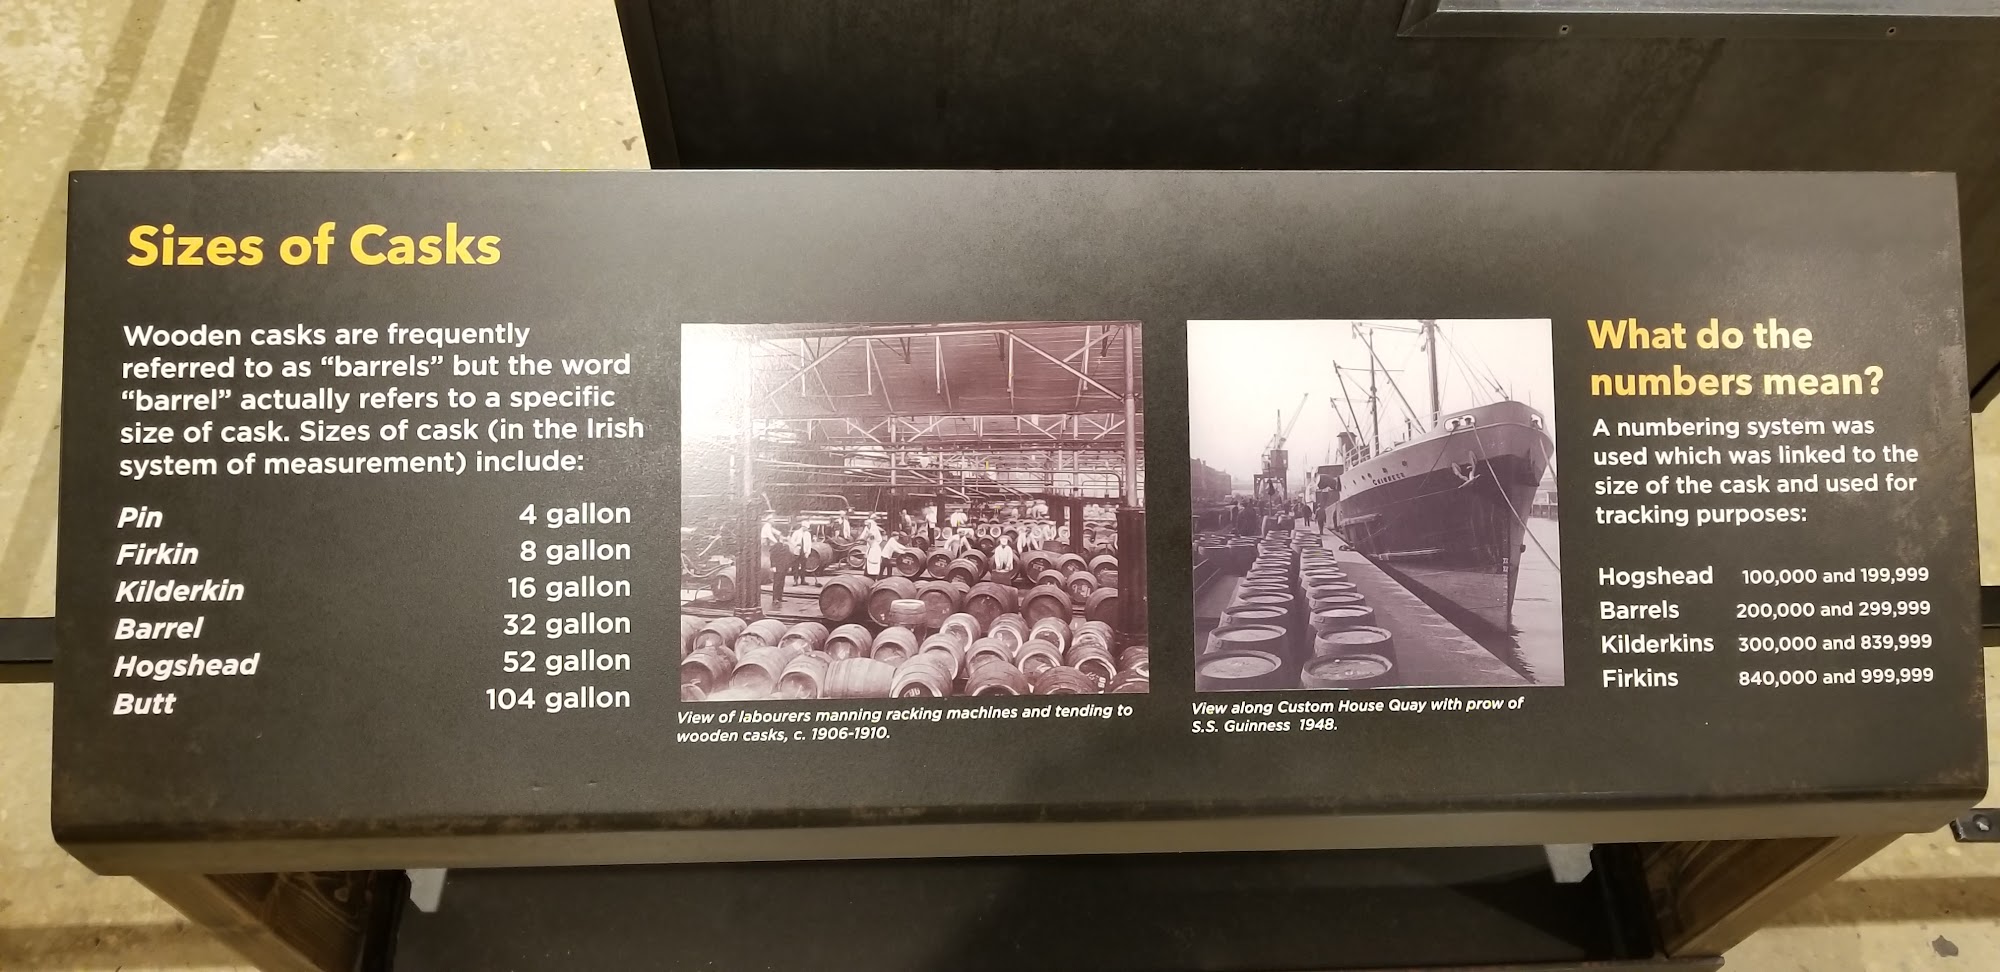 Sizes of Casks
Wooden casks are frequently
referred to as “barrels” but the word
“barrel” actually refers to a specific
size of cask. Sizes of cask (in the Irish
system of measurement) include:
Pin 4 gallon
Firkin 8 gallon
Kilderkin 16 gallon
Barrel 32 gallon
Hogshead 52 gallon
Butt 104 gallon
View of labourers manning racking machines and tending to
wooden casks, c. 1906-1910.
GUINNESS
View along Custom House Quay with prow of
S.S. Guinness 1948.
What do the
numbers mean?
A numbering system was
used which was linked to the
size of the cask and used for
tracking purposes:
Hogshead 100,000 and 199,999
Barrels 200,000 and 299,999
Kilderkins 300,000 and 839,999
Firkins 840,000 and 999,999